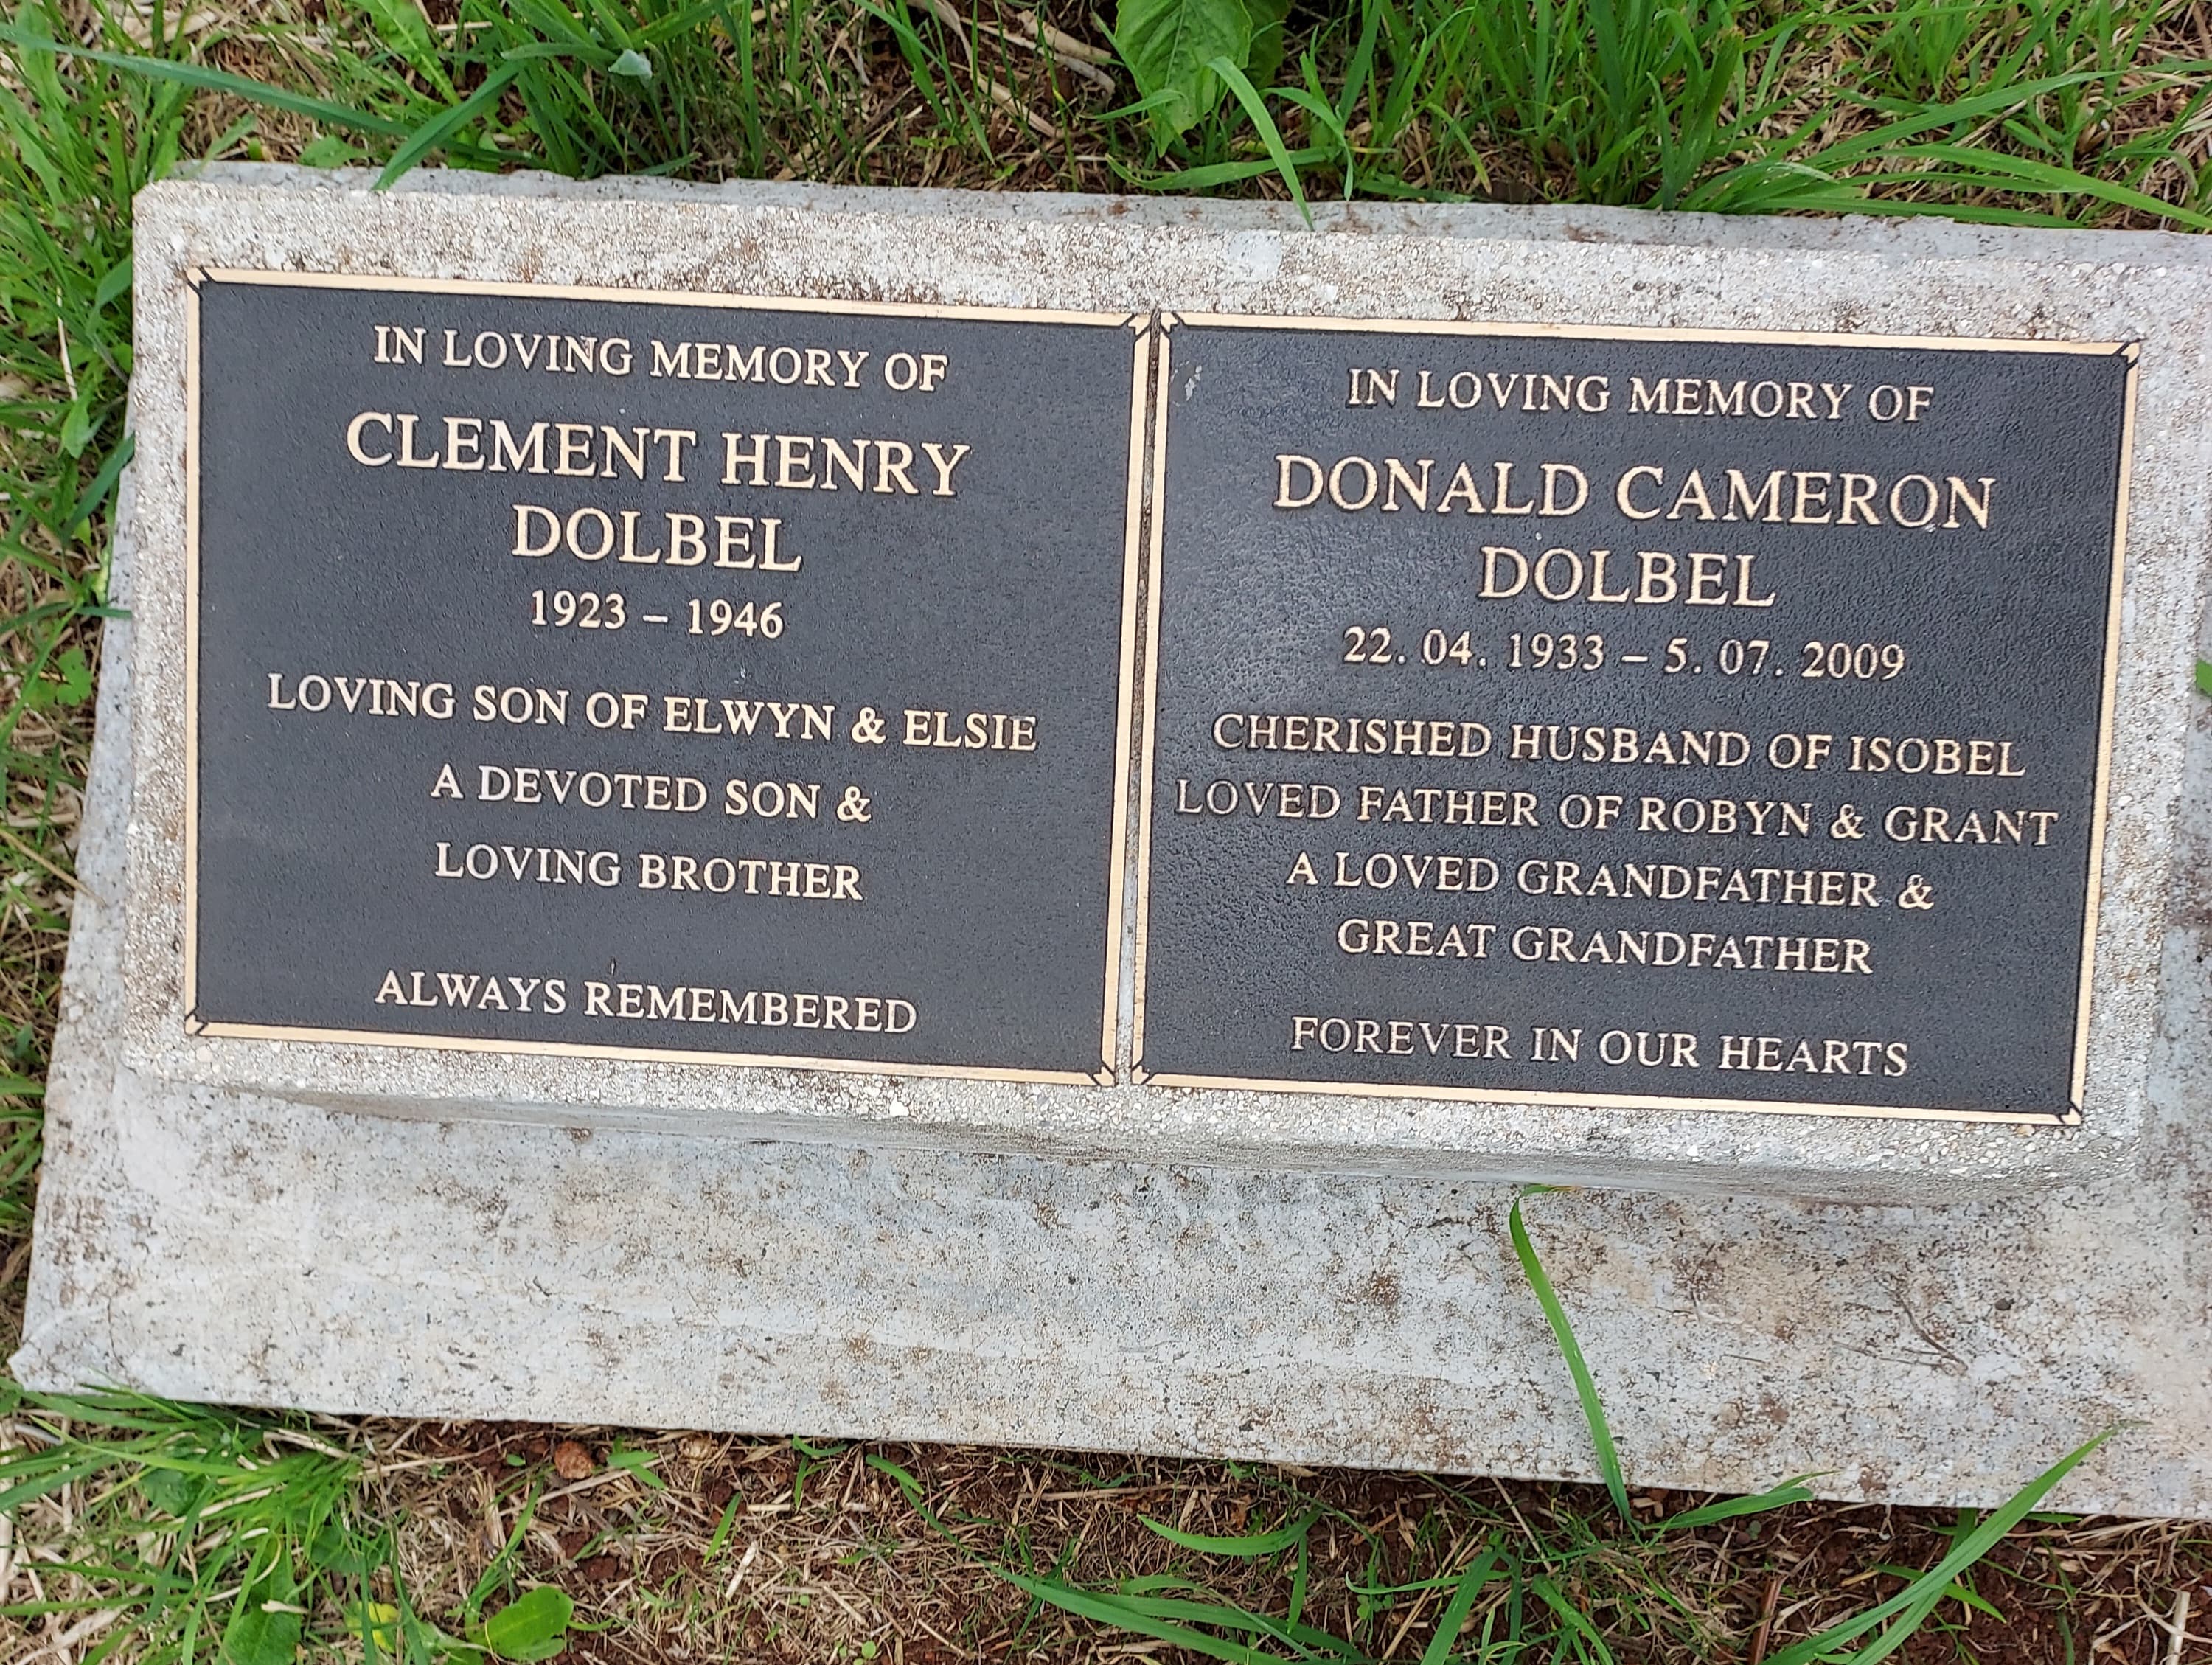 IN LOVING MEMORY OF
CLEMENT HENRY
DOLBEL
1923 – 1946
LOVING SON OF ELWYN & ELSIE
A DEVOTED SON &
LOVING BROTHER
ALWAYS REMEMBERED
IN LOVING MEMORY OF
DONALD CAMERON
DOLBEL
22. 04. 1933 – 5. 07. 2009
CHERISHED HUSBAND OF ISOBEL
LOVED FATHER OF ROBYN & GRANT
A LOVED GRANDFATHER &
GREAT GRANDFATHER
FOREVER IN OUR HEARTS